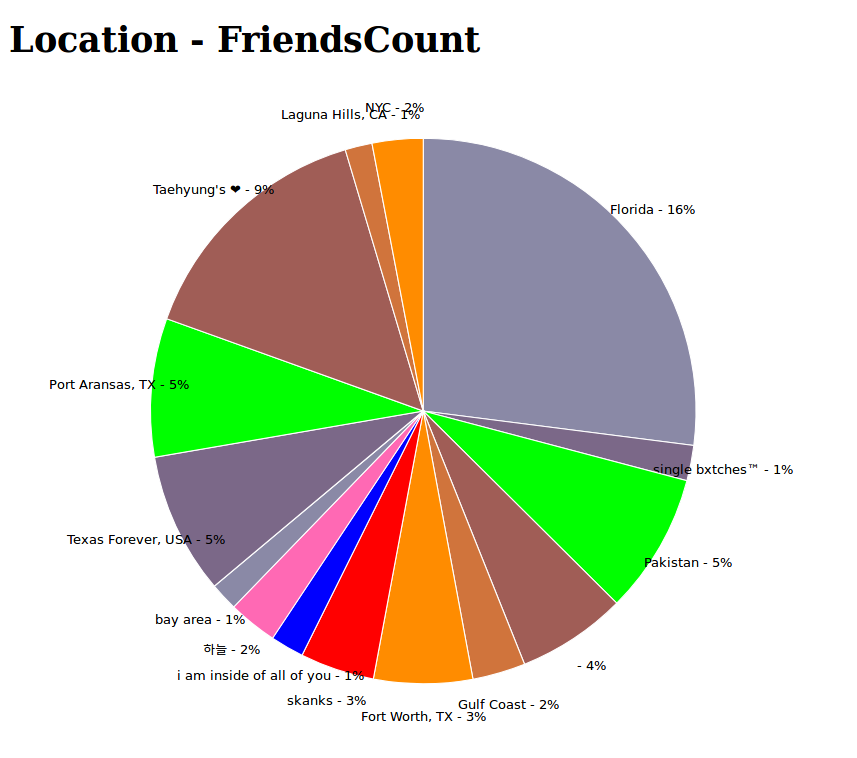 Location - FriendsCount
NYC - 2%
Laguna Hills, CA - 1%
Taehyung's ❤ - 9%
Florida - 16%
Port Aransas, TX - 5%
single bxtches™ - 1%
Texas Forever, USA - 5%
Pakistan - 5%
bay area - 1%
하늘 - 2%
- 4%
i am inside of all of you - 1%
skanks - 3%
Gulf Coast - 2%
Fort Worth, TX - 3%